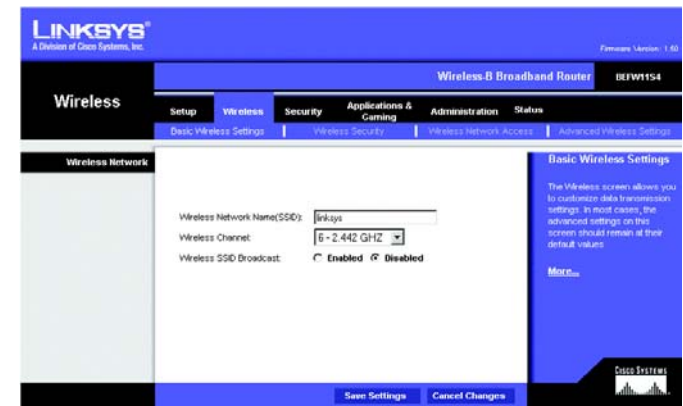 LINKSYS®
A Division of Cisco Systems, Inc.
Firmware Version: 1.50
Wireless-B Broadband Router BEFW11S4
Wireless
Setup Wireless Security Applications & Gaming Administration Status
Basic Wireless Settings Wireless Security Wireless Network Access Advanced Wireless Settings
Wireless Network
Wireless Network Name(SSID): linksys
Wireless Channel: 6 - 2.442 GHZ
Wireless SSID Broadcast: Enabled Disabled
Basic Wireless Settings
The Wireless screen allows you
to customize data transmission
settings. In most cases, the
advanced settings on this
screen should remain at their
default values
More...
Save Settings Cancel Changes
CISCO SYSTEMS